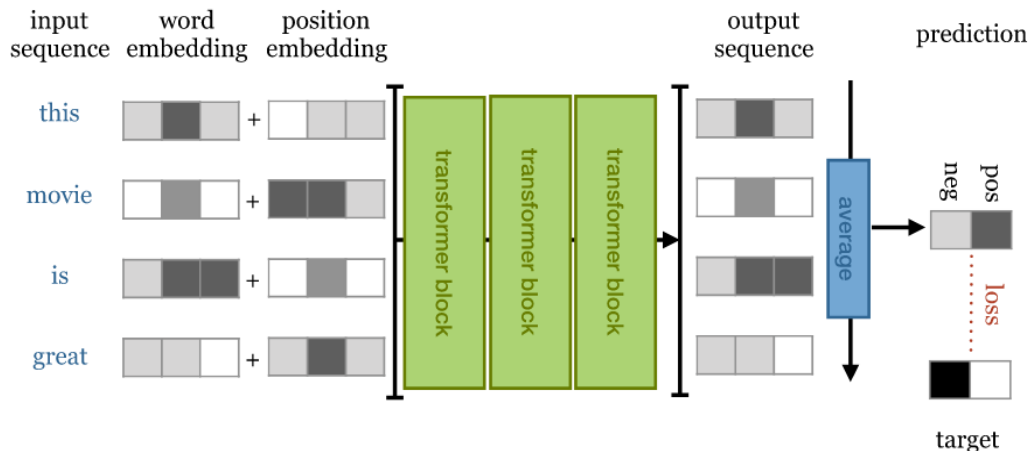 input
sequence
word
embedding
position
embedding
output
sequence
prediction
this
+
movie
+
is
+
great
+
transformer block
transformer block
transformer block
average
neg
pos
loss
target